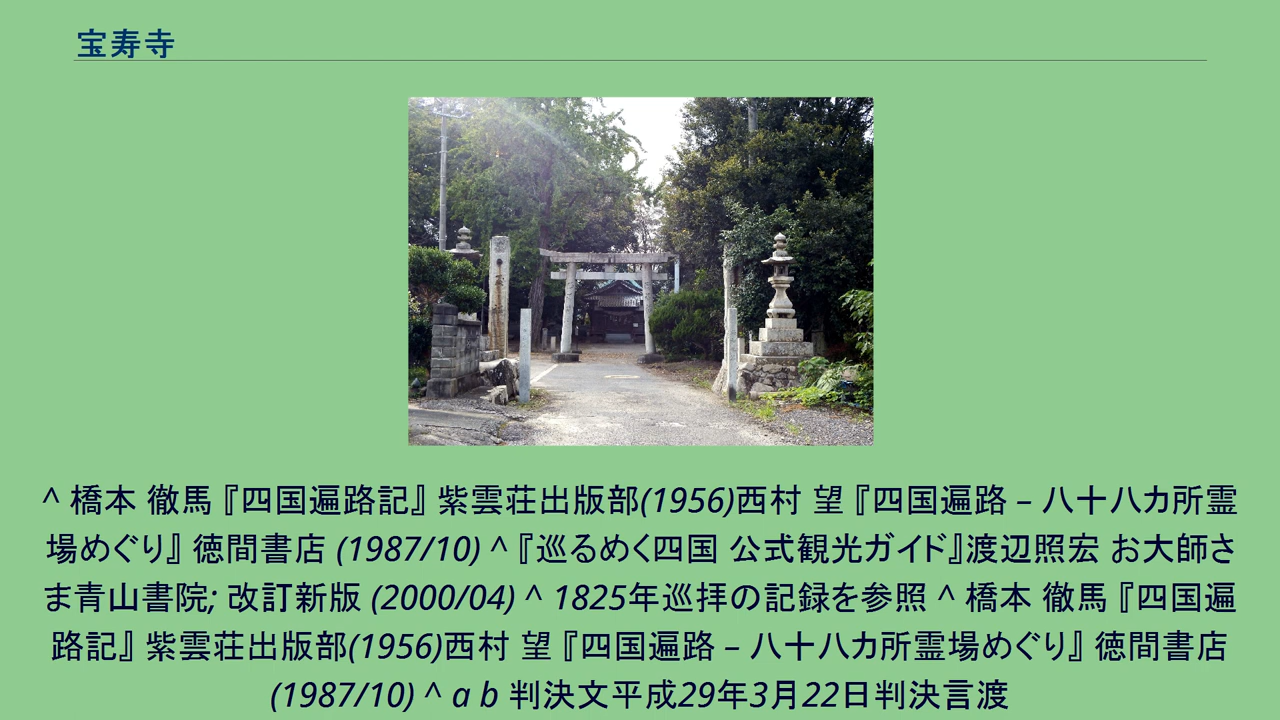 宝寿寺
^ 橋本 徹馬『四国遍路記』紫雲荘出版部(1956)西村 望『四国遍路 – 八十八カ所霊
場めぐり』徳間書店 (1987/10) ^『巡るめく四国 公式観光ガイド』渡辺照宏 お大師さ
ま青山書院; 改訂新版 (2000/04) ^ 1825年巡拝の記録を参照 ^ 橋本 徹馬『四国遍
路記』紫雲荘出版部(1956)西村 望『四国遍路 – 八十八カ所霊場めぐり』徳間書店
(1987/10) ^ a b 判決文平成29年3月22日判決言渡